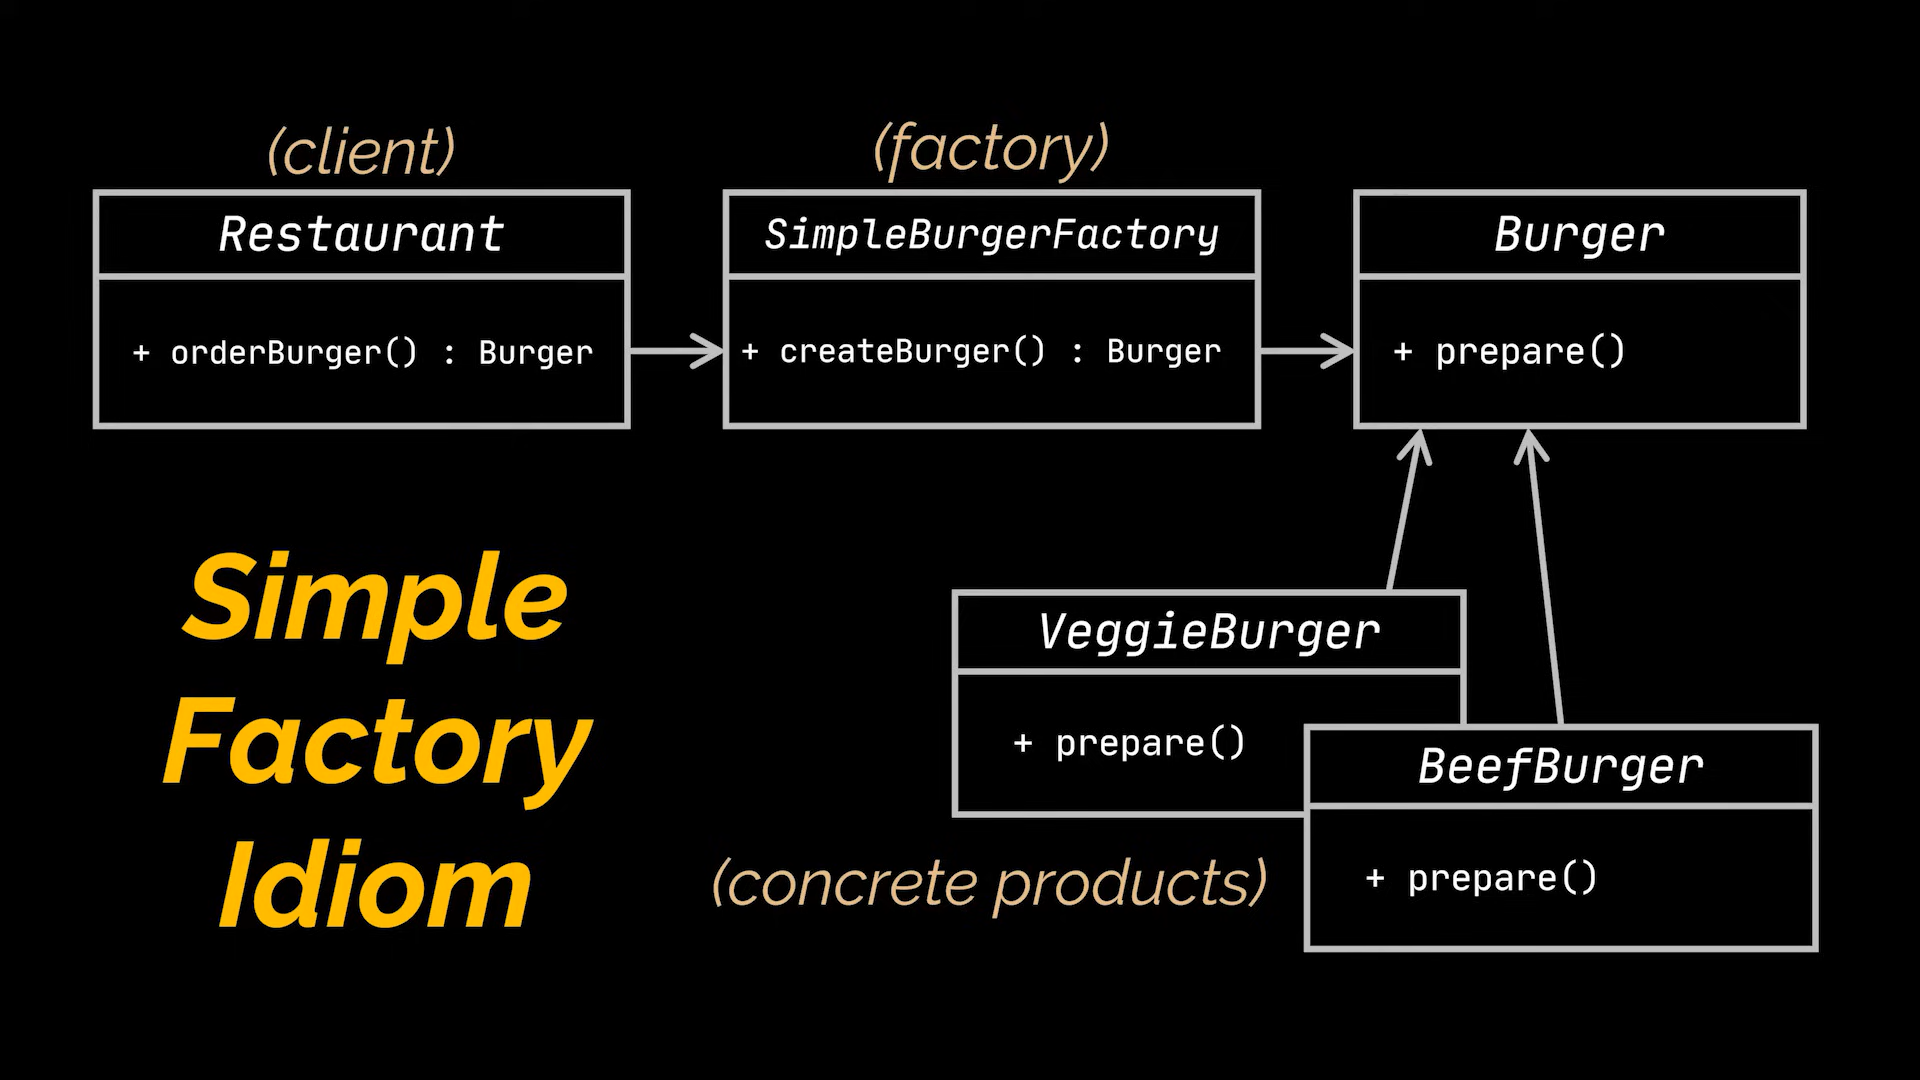 (client)
(factory)
Restaurant
SimpleBurgerFactory
Burger
+ orderBurger() : Burger
+ createBurger() : Burger
+ prepare()
Simple
Factory
Idiom
VeggieBurger
+ prepare()
BeefBurger
+ prepare()
(concrete products)